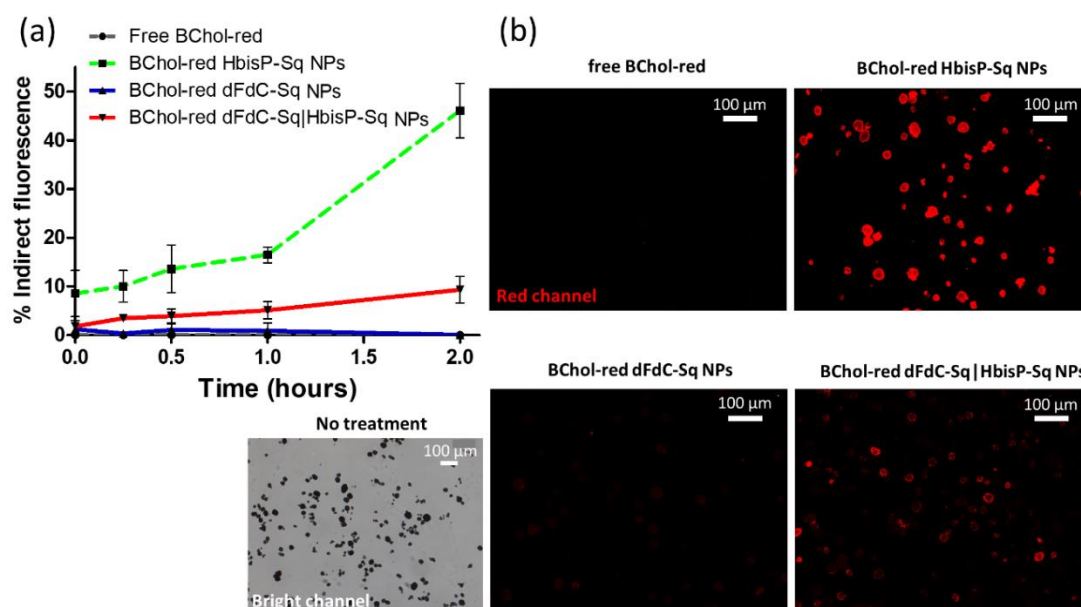 (a)
Free BChol-red
BChol-red HbisP-Sq NPs
BChol-red dFdC-Sq NPs
BChol-red dFdC-Sq|HbisP-Sq NPs
% Indirect fluorescence
50
40
30
20
10
0
0.0 0.5 1.0 1.5 2.0
Time (hours)
No treatment
100 µm
Bright channel
(b)
free BChol-red
100 µm
Red channel
BChol-red HbisP-Sq NPs
100 µm
BChol-red dFdC-Sq NPs
100 µm
BChol-red dFdC-Sq|HbisP-Sq NPs
100 µm